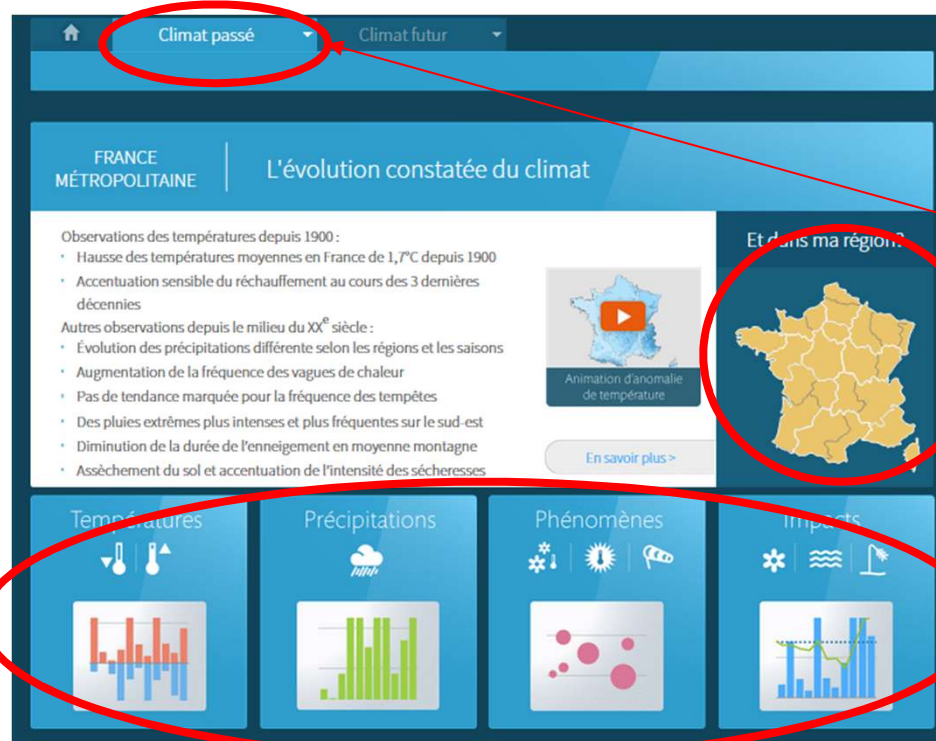 Climat passé
Climat futur
FRANCE
MÉTROPOLITAINE
L'évolution constatée du climat
Observations des températures depuis 1900 :
· Hausse des températures moyennes en France de 1,7°C depuis 1900
· Accentuation sensible du réchauffement au cours des 3 dernières
décennies
Autres observations depuis le milieu du XXe siècle :
· Évolution des précipitations différente selon les régions et les saisons
· Augmentation de la fréquence des vagues de chaleur
· Pas de tendance marquée pour la fréquence des tempêtes
· Des pluies extrêmes plus intenses et plus fréquentes sur le sud-est
· Diminution de la durée de l'enneigement en moyenne montagne
· Assèchement du sol et accentuation de l'intensité des sécheresses
Animation d'anomalie
de température
En savoir plus >
Et dans ma région?
Températures
Précipitations
Phénomènes
Impacts